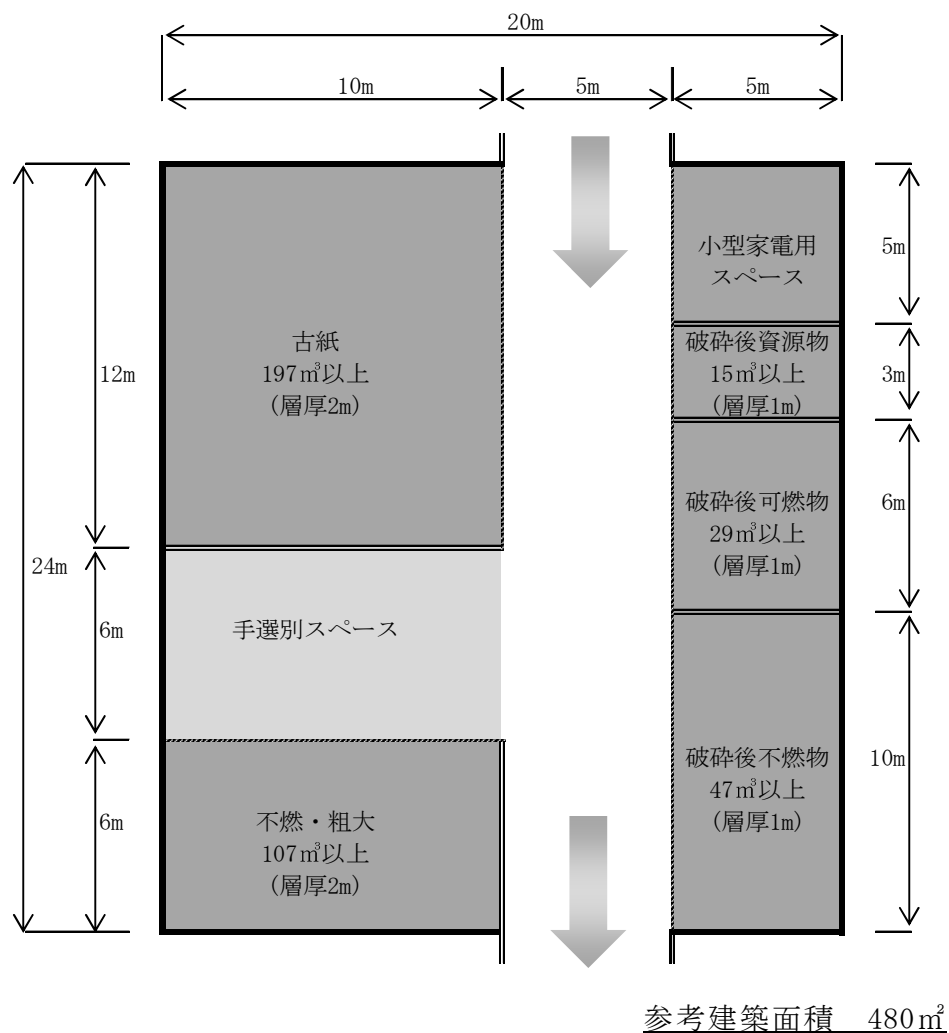 20m
10m
5m
5m
小型家電用
スペース
5m
古紙
197㎥以上
(層厚2m)
12m
破砕後資源物
15㎥以上
(層厚1m)
3m
破砕後可燃物
29㎥以上
(層厚1m)
6m
24m
手選別スペース
6m
破砕後不燃物
47㎥以上
(層厚1m)
10m
不燃・粗大
107㎥以上
(層厚2m)
6m
参考建築面積　480㎡